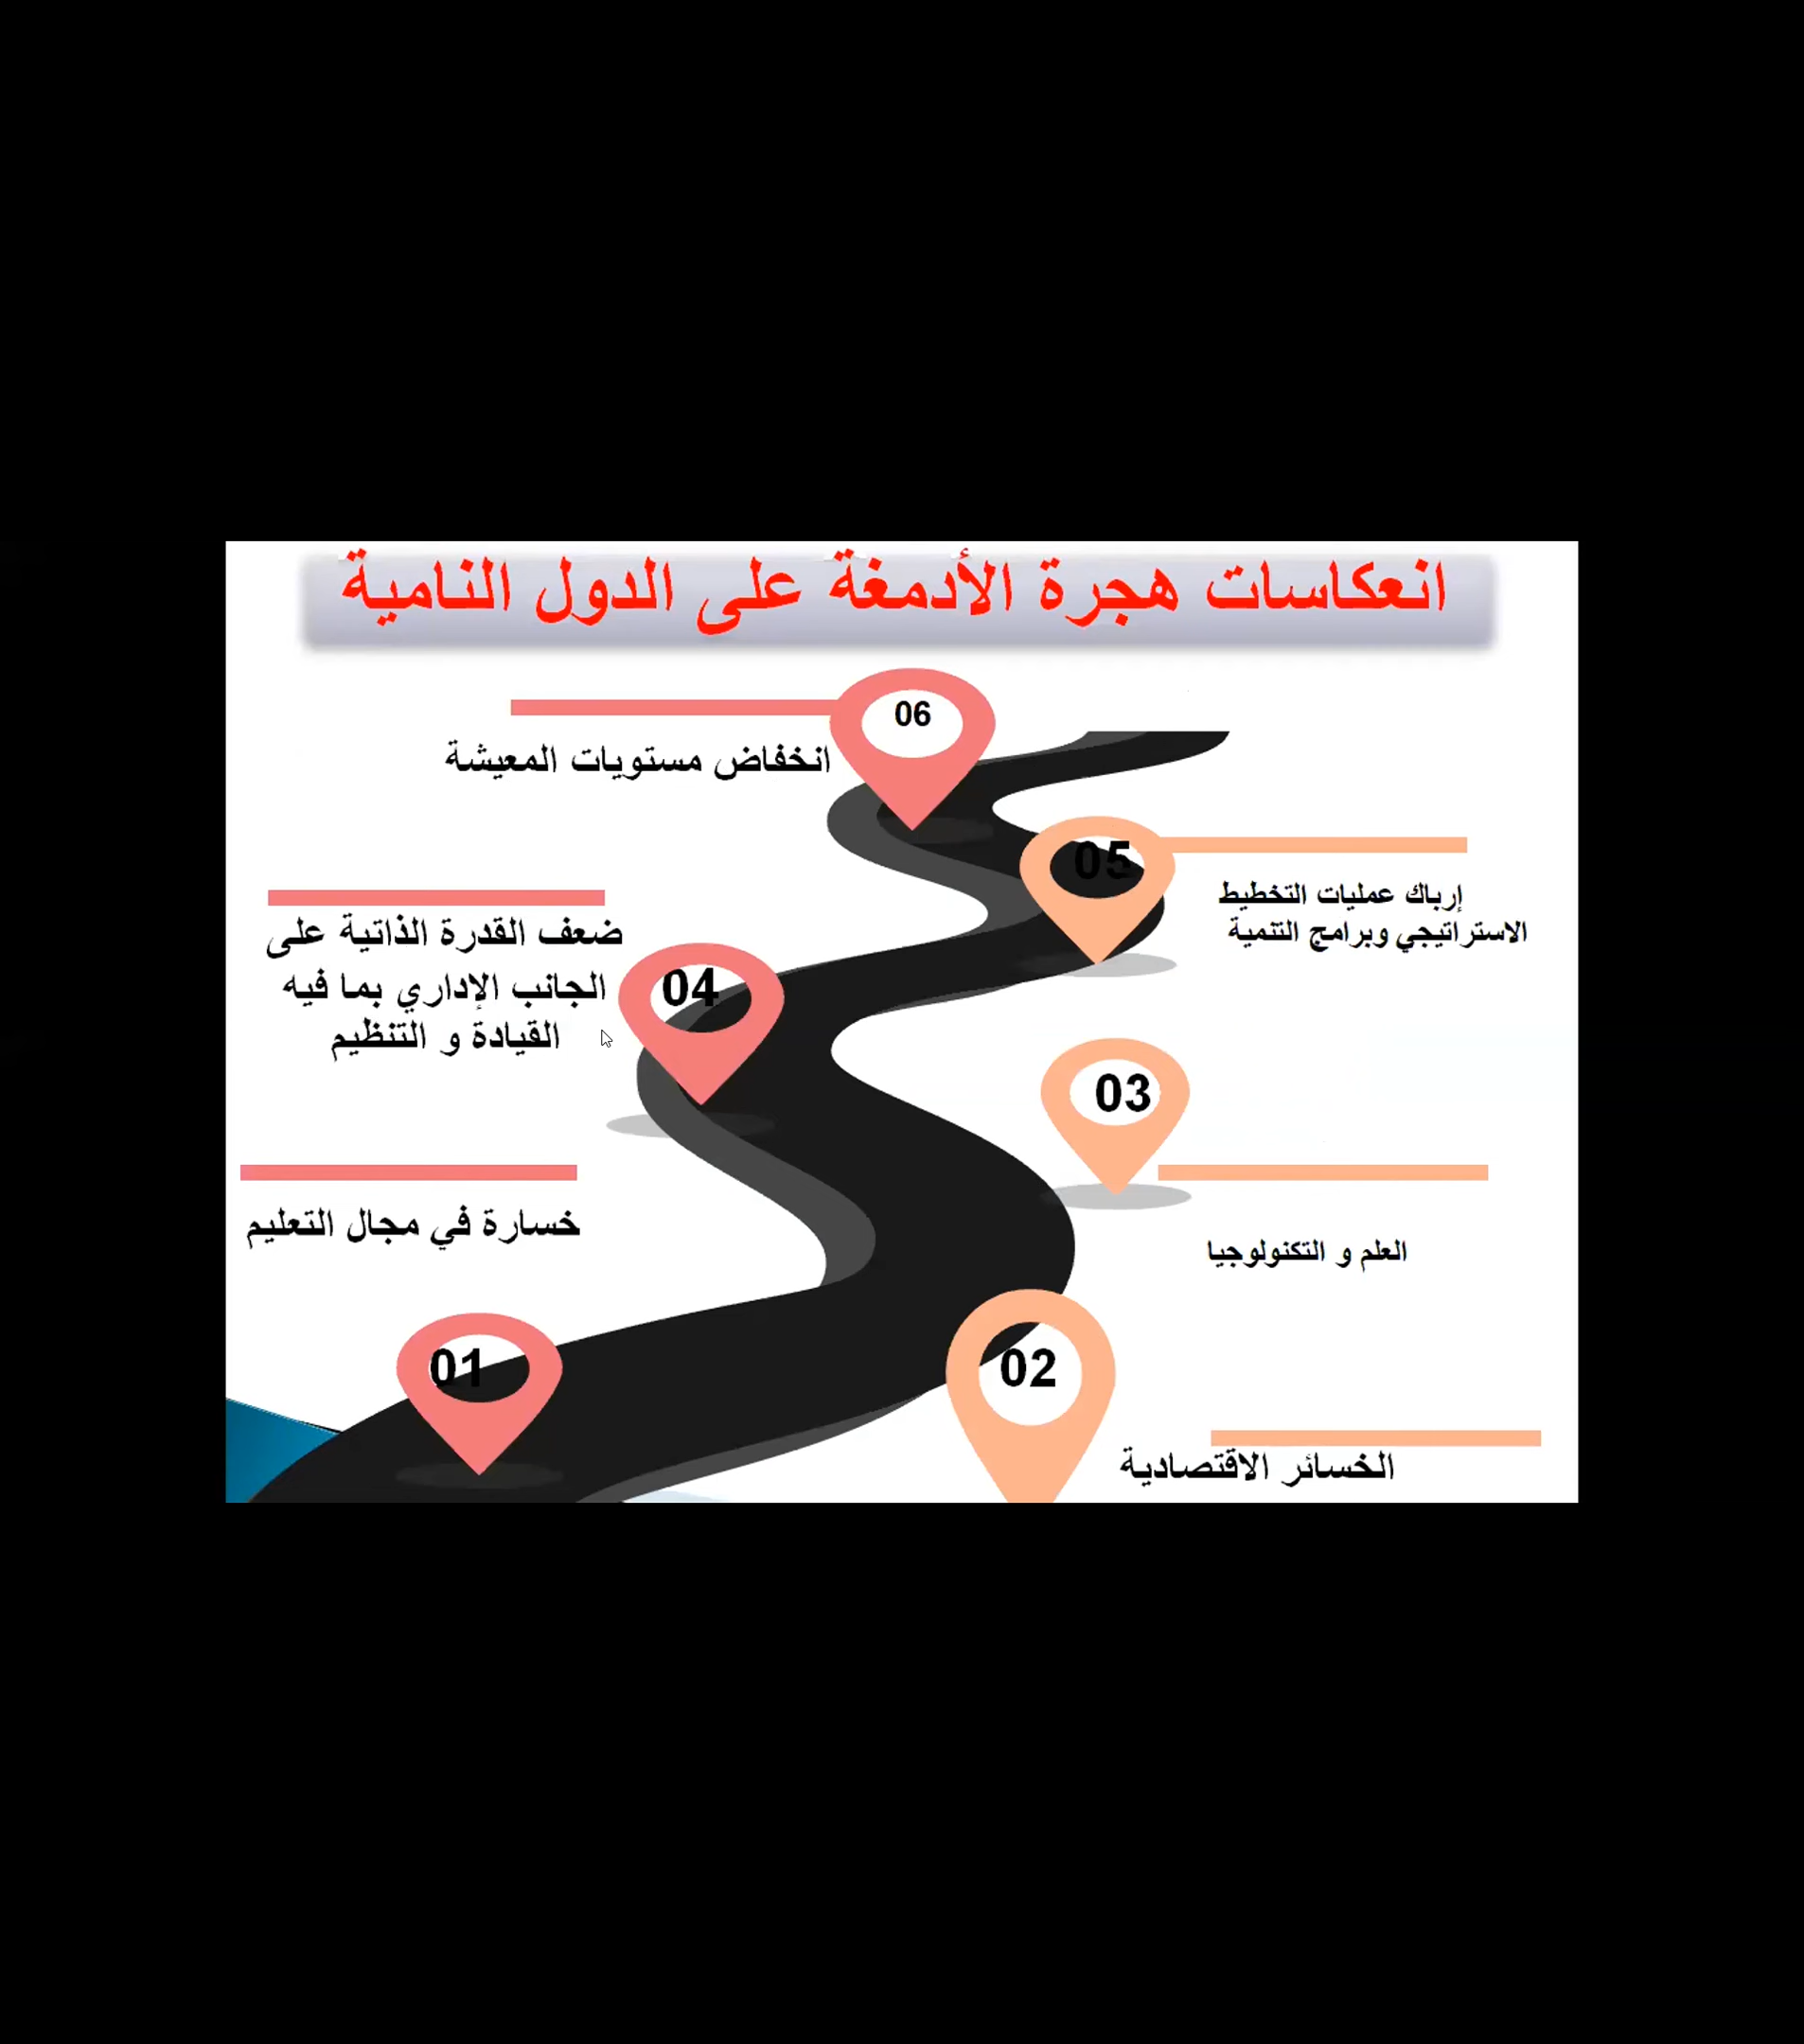 انعكاسات هجرة الأدمغة على الدول النامية
06
انخفاض مستويات المعيشة
05
إرباك عمليات التخطيط
الاستراتيجي وبرامج التنمية
04
ضعف القدرة الذاتية على
الجانب الإداري بما فيه
القيادة و التنظيم
03
العلم و التكنولوجيا
خسارة في مجال التعليم
01
02
الخسائر الاقتصادية